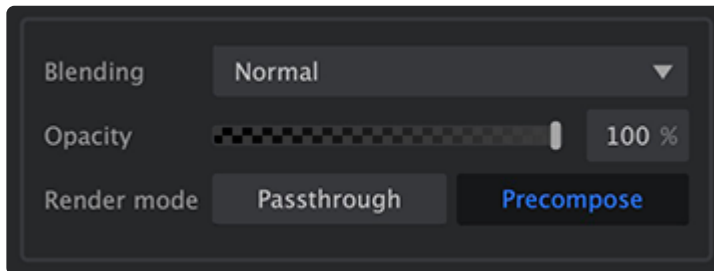 Blending Normal
Opacity 100 %
Render mode Passthrough Precompose